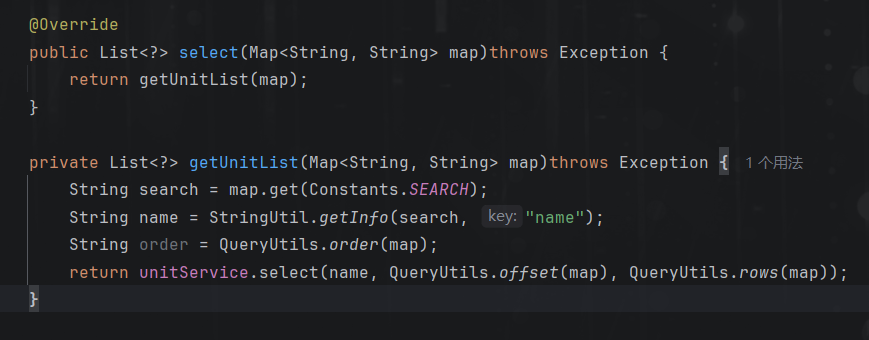 @Override
public List<?> select(Map<String, String> map)throws Exception {
    return getUnitList(map);
}
private List<?> getUnitList(Map<String, String> map)throws Exception { 1 个用法
    String search = map.get(Constants.SEARCH);
    String name = StringUtil.getInfo(search, key: "name");
    String order = QueryUtils.order(map);
    return unitService.select(name, QueryUtils.offset(map), QueryUtils.rows(map));
}